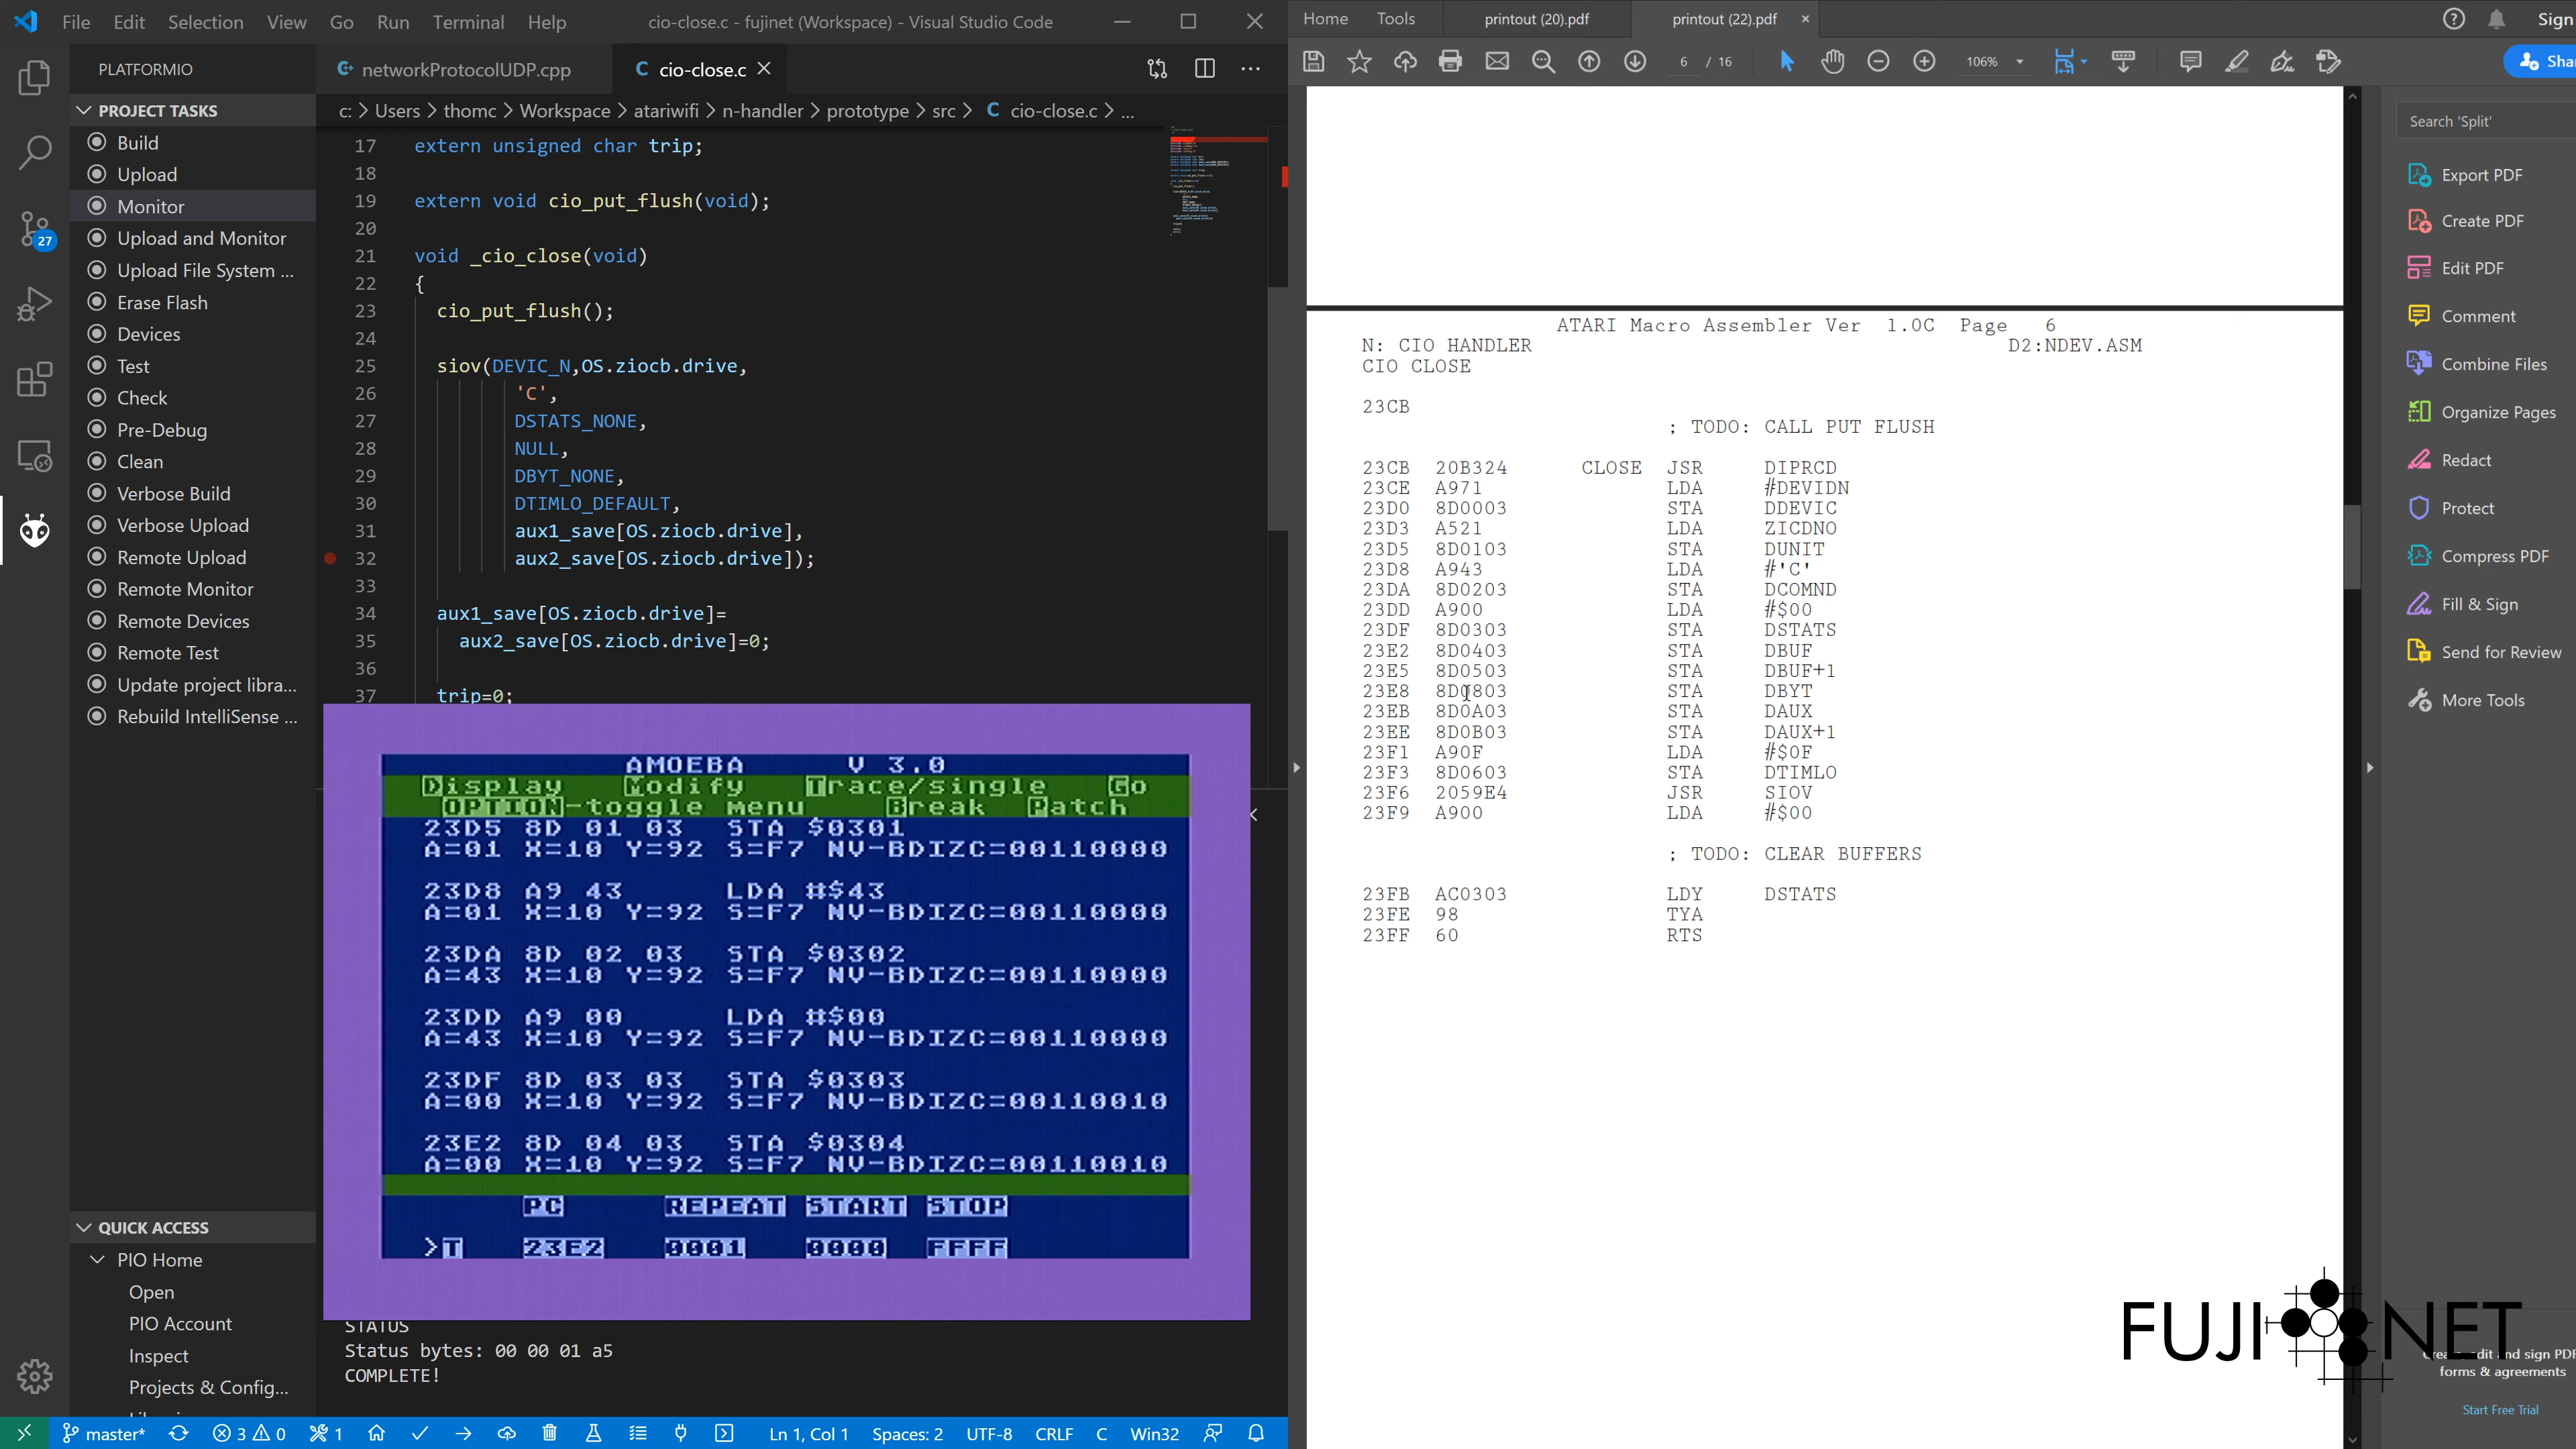 File Edit Selection View Go Run Terminal Help
cio-close.c - fujinet (Workspace) - Visual Studio Code
PLATFORMIO
networkProtocolUDP.cpp
C cio-close.c
PROJECT TASKS
c: > Users > thomc > Workspace > atariwifi > n-handler > prototype > src > C cio-close.c > ...
Build
Upload
Monitor
Upload and Monitor
Upload File System ...
Erase Flash
Devices
Test
Check
Pre-Debug
Clean
Verbose Build
Verbose Upload
Remote Upload
Remote Monitor
Remote Devices
Remote Test
Update project libra...
Rebuild IntelliSense ...
27
QUICK ACCESS
PIO Home
Open
PIO Account
Inspect
Projects & Config...
17 extern unsigned char trip;
18
19 extern void cio_put_flush(void);
20
21 void _cio_close(void)
22 {
23 cio_put_flush();
24
25 siov(DEVIC_N,OS.ziocb.drive,
26 'C',
27 DSTATS_NONE,
28 NULL,
29 DBYT_NONE,
30 DTIMLO_DEFAULT,
31 aux1_save[OS.ziocb.drive],
32 aux2_save[OS.ziocb.drive]);
33
34 aux1_save[OS.ziocb.drive]=
35 aux2_save[OS.ziocb.drive]=0;
36
37 trip=0;
AMOEBA V 3.0
Display Modify Trace/single Go
OPTION-toggle menu Break Patch
23D5 8D 01 03 STA $0301
A=01 X=10 Y=92 S=F7 NV-BDIZC=00110000
23D8 A9 43 LDA #$43
A=01 X=10 Y=92 S=F7 NV-BDIZC=00110000
23DA 8D 02 03 STA $0302
A=43 X=10 Y=92 S=F7 NV-BDIZC=00110000
23DD A9 00 LDA #$00
A=43 X=10 Y=92 S=F7 NV-BDIZC=00110000
23DF 8D 03 03 STA $0303
A=00 X=10 Y=92 S=F7 NV-BDIZC=00110010
23E2 8D 04 03 STA $0304
A=00 X=10 Y=92 S=F7 NV-BDIZC=00110010
PC REPEAT START STOP
>T 23E2 0001 0000 FFFF
STATUS
Status bytes: 00 00 01 a5
COMPLETE!
master* 3 0 1 Ln 1, Col 1 Spaces: 2 UTF-8 CRLF C Win32
Home Tools printout (20).pdf printout (22).pdf × Sign
6 / 16 106% Sha
ATARI Macro Assembler Ver 1.0C Page 6
N: CIO HANDLER D2:NDEV.ASM
CIO CLOSE
23CB
; TODO: CALL PUT FLUSH
23CB 20B324 CLOSE JSR DIPRCD
23CE A971 LDA #DEVIDN
23D0 8D0003 STA DDEVIC
23D3 A521 LDA ZICDNO
23D5 8D0103 STA DUNIT
23D8 A943 LDA #'C'
23DA 8D0203 STA DCOMND
23DD A900 LDA #$00
23DF 8D0303 STA DSTATS
23E2 8D0403 STA DBUF
23E5 8D0503 STA DBUF+1
23E8 8D0803 STA DBYT
23EB 8D0A03 STA DAUX
23EE 8D0B03 STA DAUX+1
23F1 A90F LDA #$0F
23F3 8D0603 STA DTIMLO
23F6 2059E4 JSR SIOV
23F9 A900 LDA #$00
; TODO: CLEAR BUFFERS
23FB AC0303 LDY DSTATS
23FE 98 TYA
23FF 60 RTS
Search 'Split'
Export PDF
Create PDF
Edit PDF
Comment
Combine Files
Organize Pages
Redact
Protect
Compress PDF
Fill & Sign
Send for Review
More Tools
FUJINET
edit and sign PDF
forms & agreements
Start Free Trial